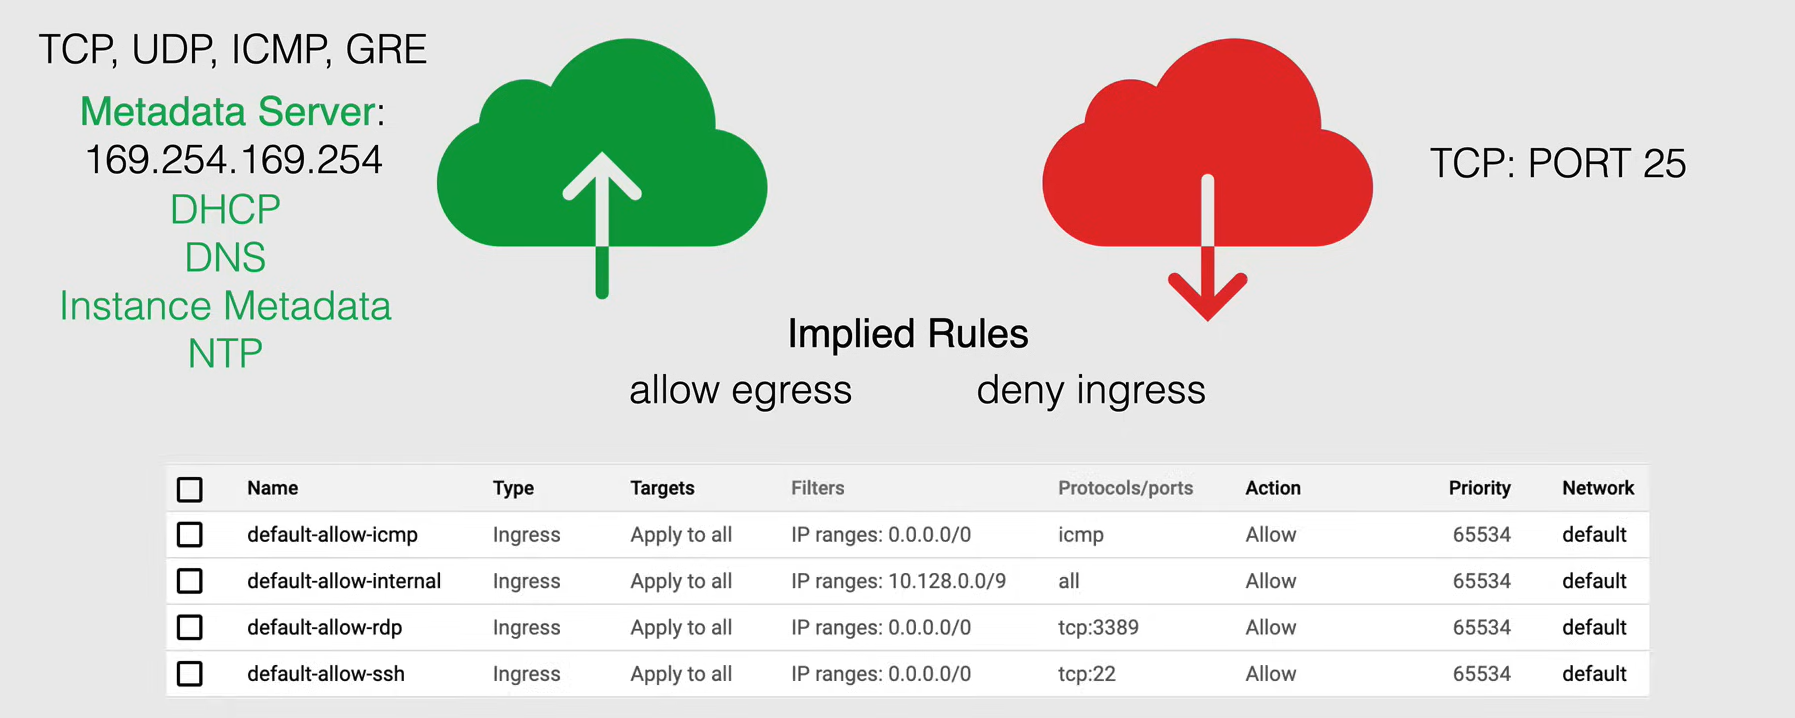 TCP, UDP, ICMP, GRE
Metadata Server:
169.254.169.254
DHCP
DNS
Instance Metadata
NTP
TCP: PORT 25
Implied Rules
allow egress deny ingress
Name Type Targets Filters Protocols/ports Action Priority Network
default-allow-icmp Ingress Apply to all IP ranges: 0.0.0.0/0 icmp Allow 65534 default
default-allow-internal Ingress Apply to all IP ranges: 10.128.0.0/9 all Allow 65534 default
default-allow-rdp Ingress Apply to all IP ranges: 0.0.0.0/0 tcp:3389 Allow 65534 default
default-allow-ssh Ingress Apply to all IP ranges: 0.0.0.0/0 tcp:22 Allow 65534 default